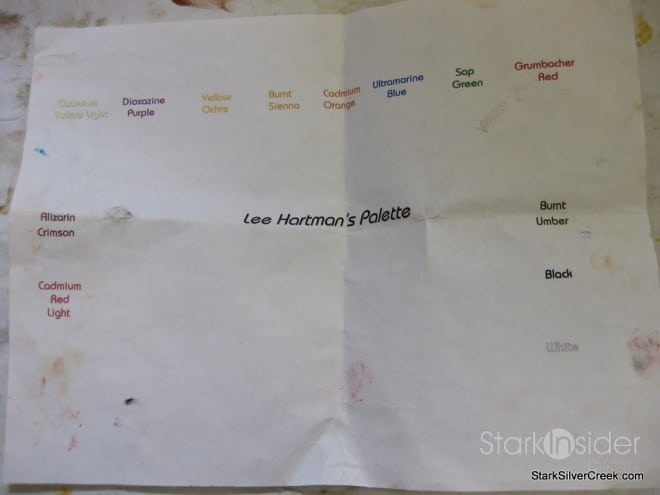 Cadmium
Yellow Light
Dioxazine
Purple
Yellow
Ochre
Burnt
Sienna
Cadmium
Orange
Ultramarine
Blue
Sap
Green
Grumbacher
Red
Alizarin
Crimson
Lee Hartman's Palette
Burnt
Umber
Cadmium
Red
Light
Black
White
StarkInsider
StarkSilverCreek.com